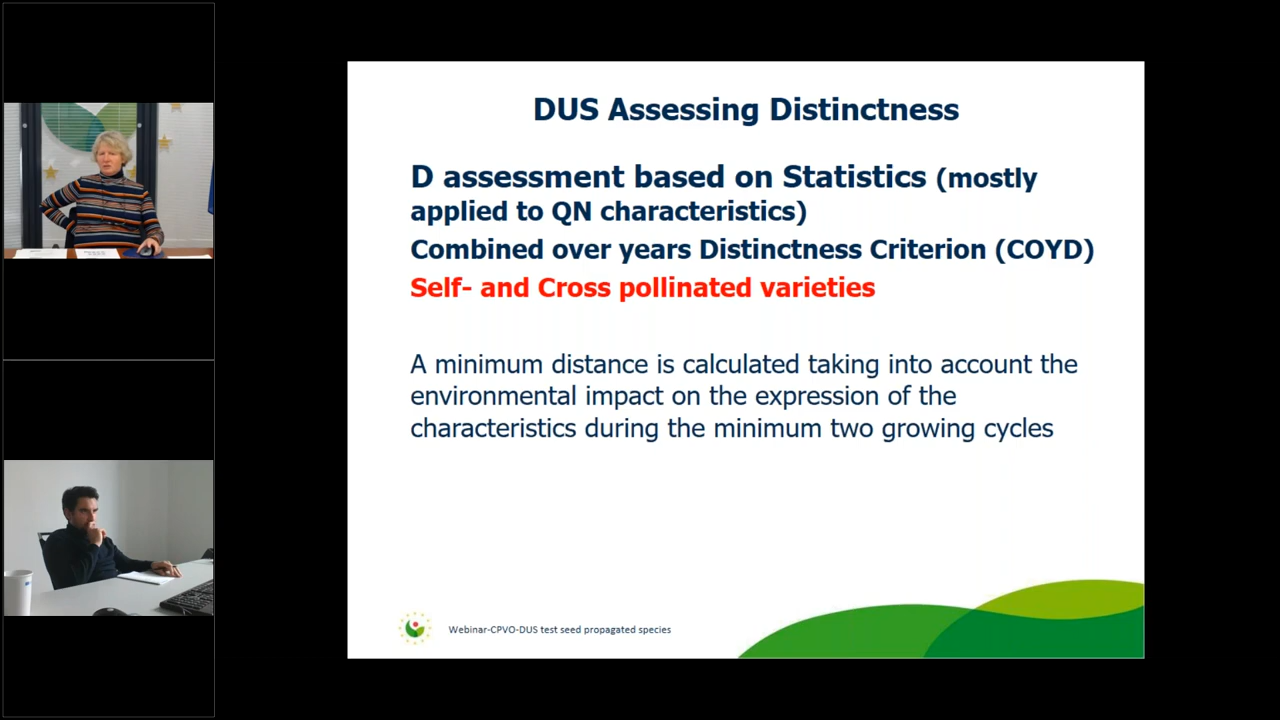 DUS Assessing Distinctness
D assessment based on Statistics (mostly
applied to QN characteristics)
Combined over years Distinctness Criterion (COYD)
Self- and Cross pollinated varieties
A minimum distance is calculated taking into account the
environmental impact on the expression of the
characteristics during the minimum two growing cycles
Webinar-CPVO-DUS test seed propagated species